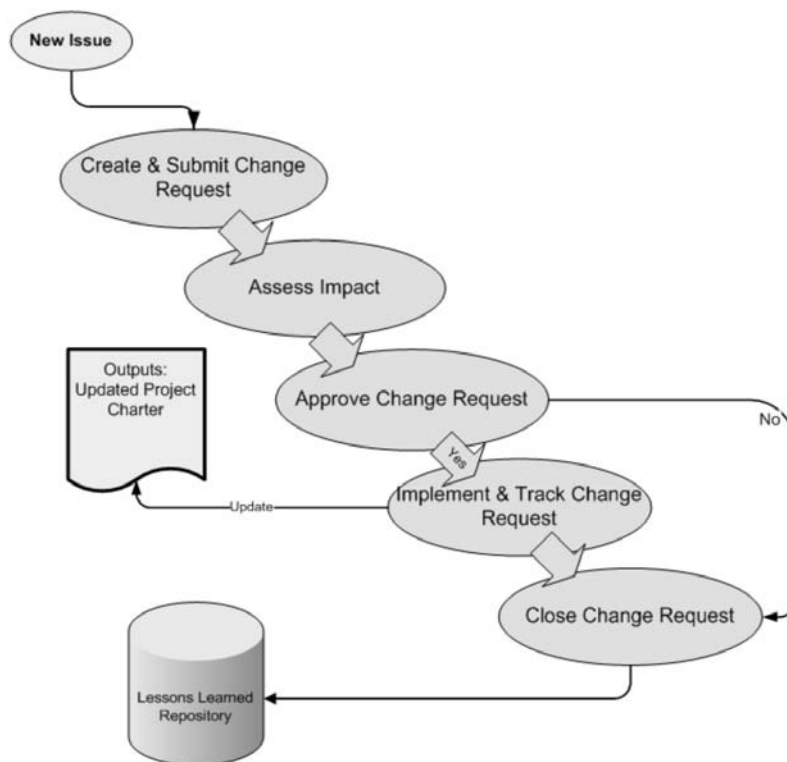 New Issue
Create & Submit Change
Request
Assess Impact
Outputs:
Updated Project
Charter
Approve Change Request
No
Yes
Implement & Track Change
Request
Update
Close Change Request
Lessons Learned
Repository